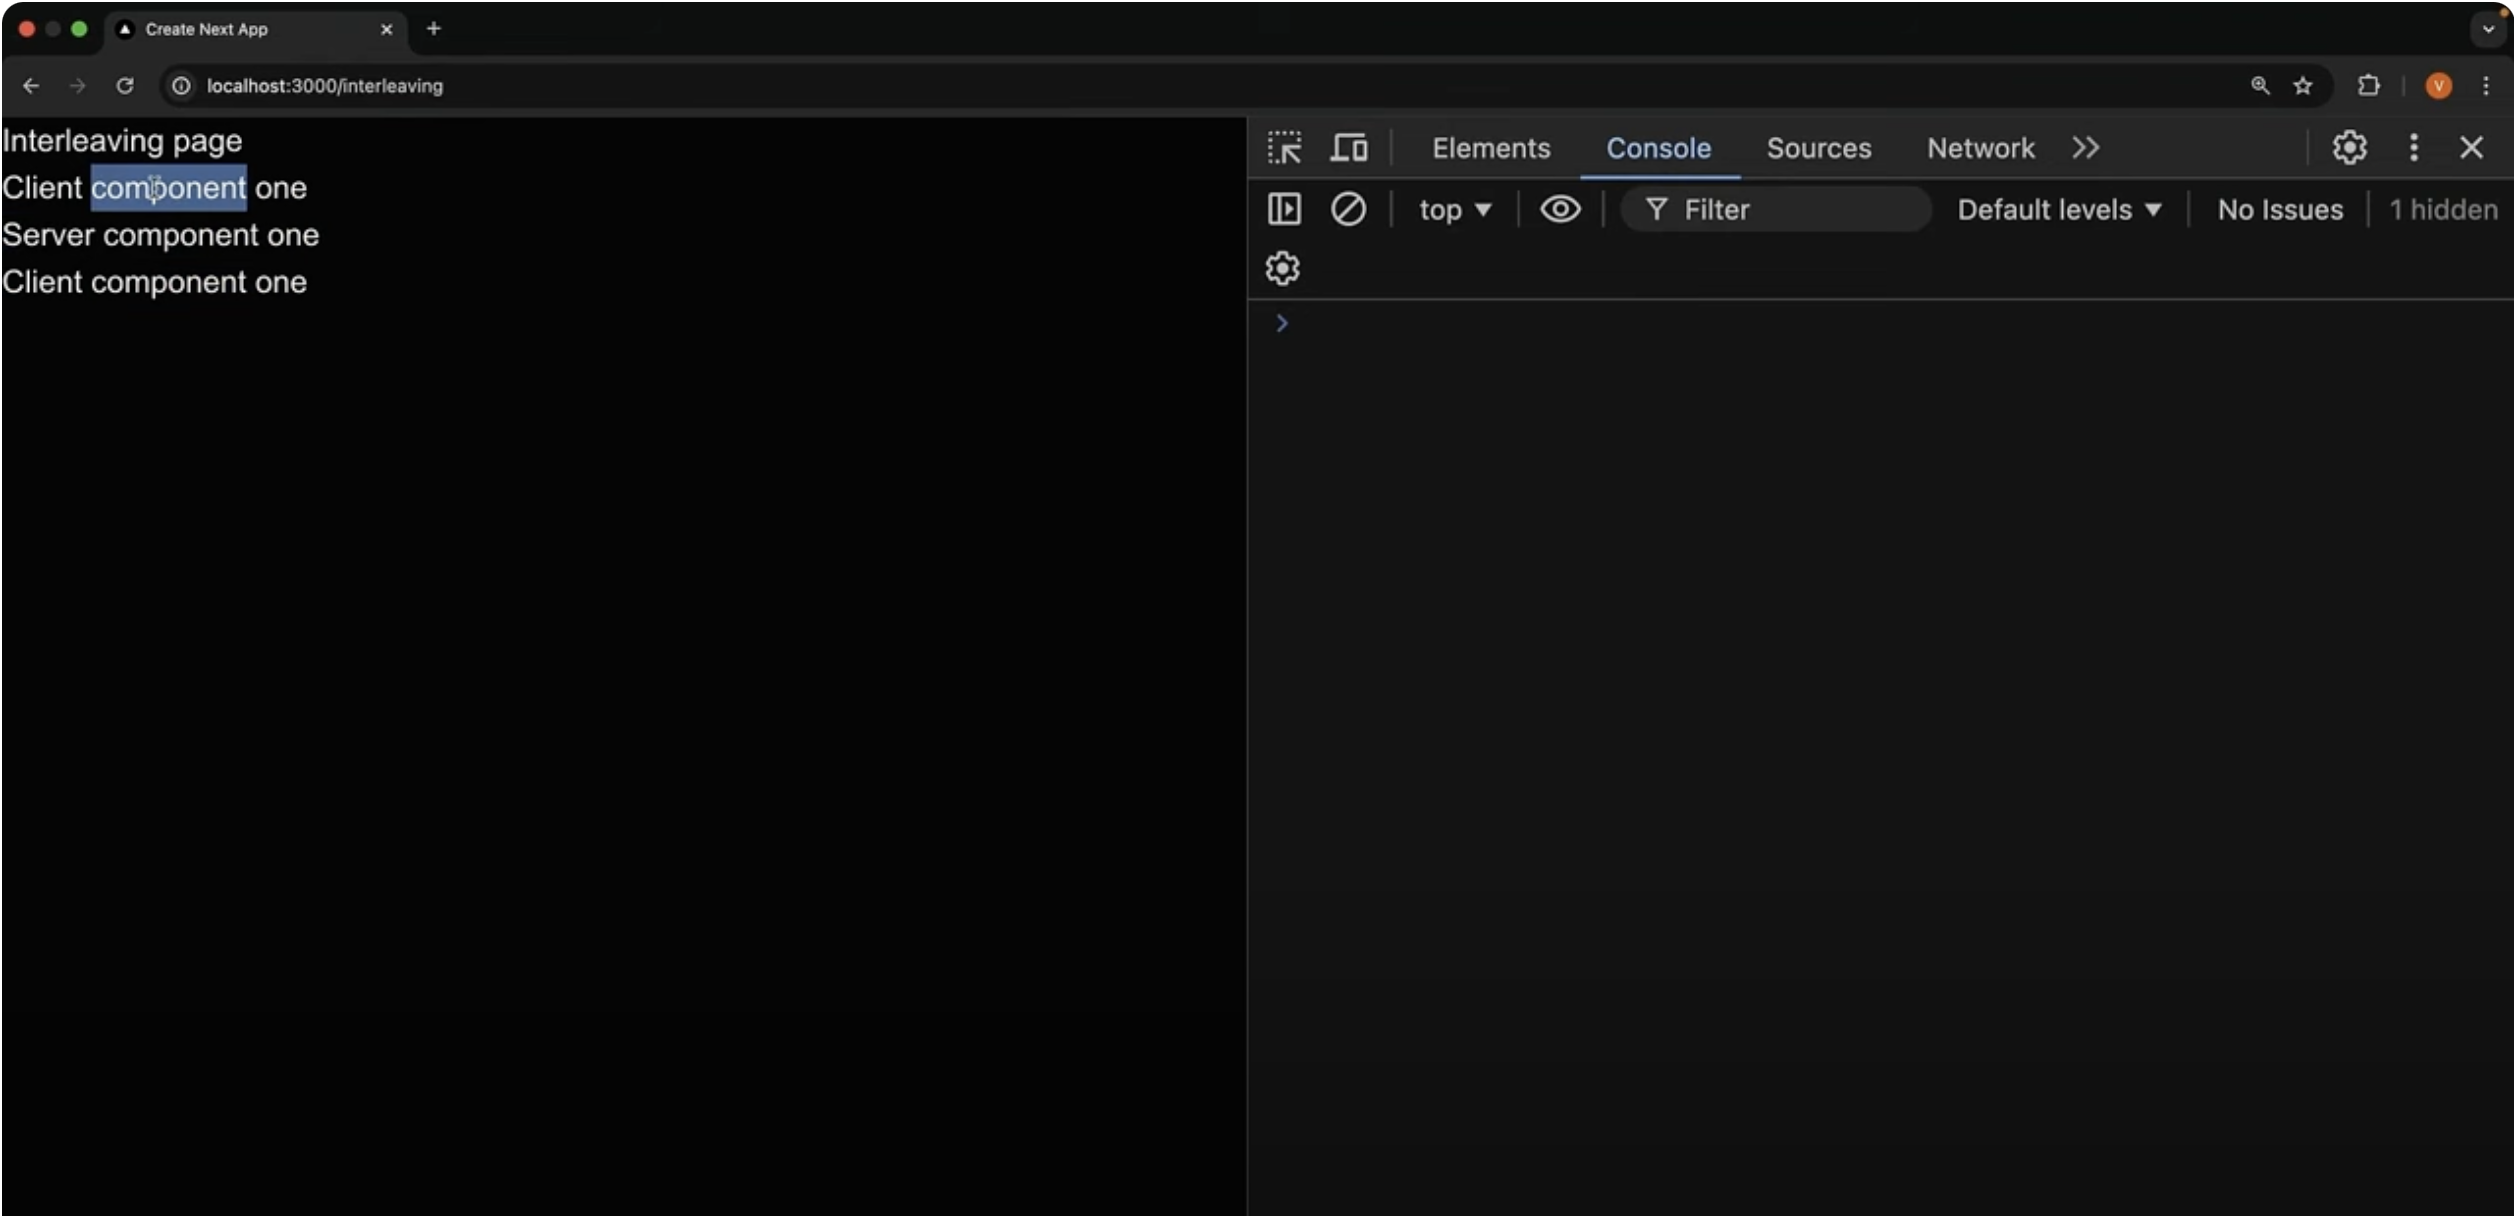 Create Next App
localhost:3000/interleaving
V
Interleaving page
Client component one
Server component one
Client component one
Elements Console Sources Network
top Filter Default levels No Issues 1 hidden